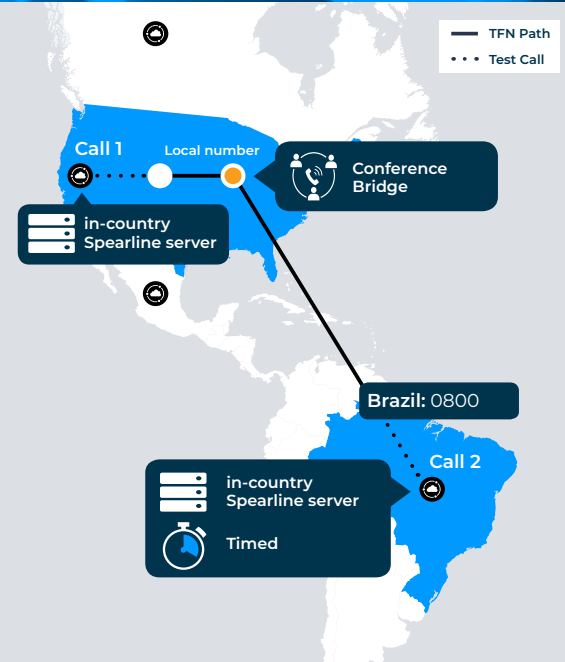 TFN Path
Test Call
Call 1
Local number
Conference
Bridge
in-country
Spearline server
Brazil: 0800
Call 2
in-country
Spearline server
Timed